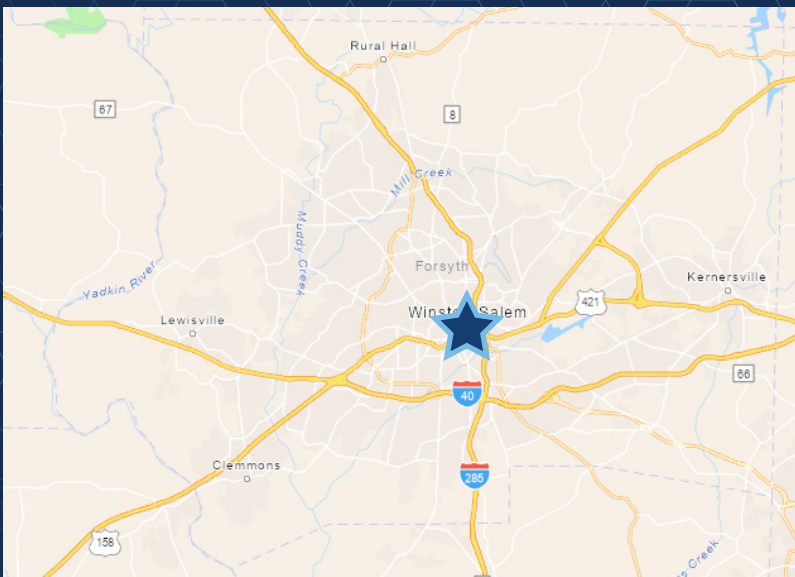 Rural Hall
67
8
Mill Creek
Muddy Creek
Forsyth
Kernersville
Yadkin River
421
Winston-Salem
Lewisville
66
40
Clemmons
285
158
Creek